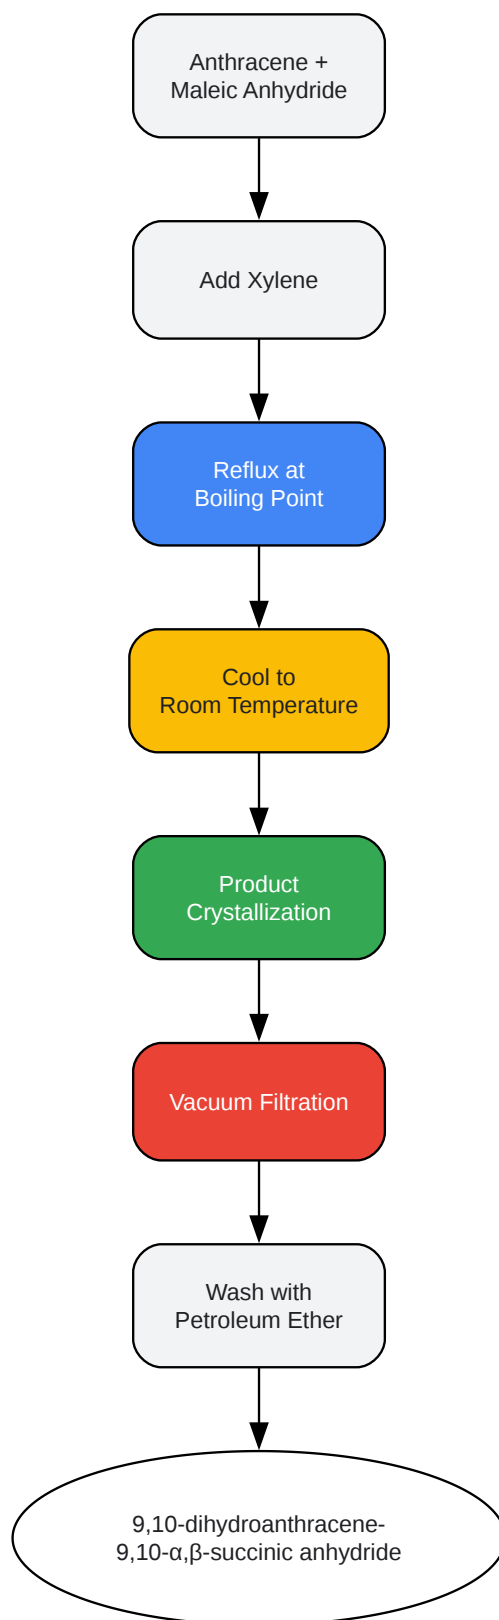 Anthracene +
Maleic Anhydride
Add Xylene
Reflux at
Boiling Point
Cool to
Room Temperature
Product
Crystallization
Vacuum Filtration
Wash with
Petroleum Ether
9,10-dihydroanthracene-
9,10-α,β-succinic anhydride